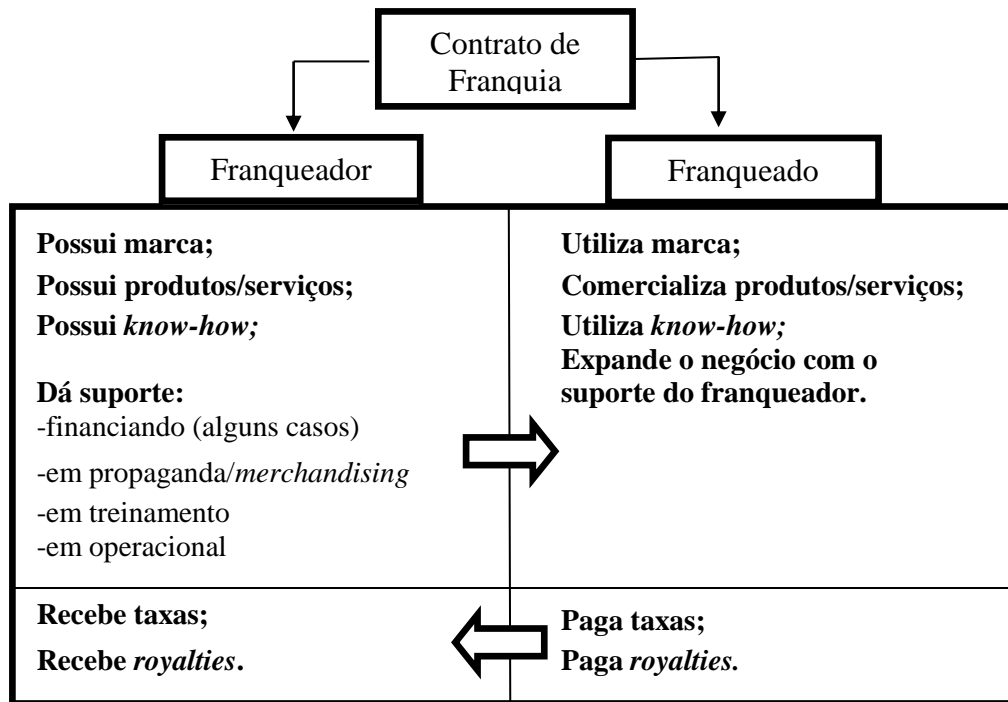 Contrato de
Franquia
Franqueador
Franqueado
Possui marca;
Possui produtos/serviços;
Possui know-how;
Dá suporte:
-financiando (alguns casos)
-em propaganda/merchandising
-em treinamento
-em operacional
Utiliza marca;
Comercializa produtos/serviços;
Utiliza know-how;
Expande o negócio com o
suporte do franqueador.
Recebe taxas;
Recebe royalties.
Paga taxas;
Paga royalties.